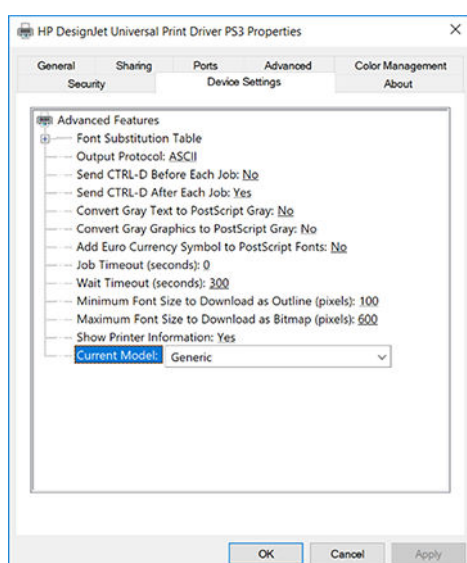 HP DesignJet Universal Print Driver PS3 Properties
General Sharing Ports Advanced Color Management
Security Device Settings About
Advanced Features
Font Substitution Table
Output Protocol: ASCII
Send CTRL-D Before Each Job: No
Send CTRL-D After Each Job: Yes
Convert Gray Text to PostScript Gray: No
Convert Gray Graphics to PostScript Gray: No
Add Euro Currency Symbol to PostScript Fonts: No
Job Timeout (seconds): 0
Wait Timeout (seconds): 300
Minimum Font Size to Download as Outline (pixels): 100
Maximum Font Size to Download as Bitmap (pixels): 600
Show Printer Information: Yes
Current Model: Generic
OK Cancel Apply